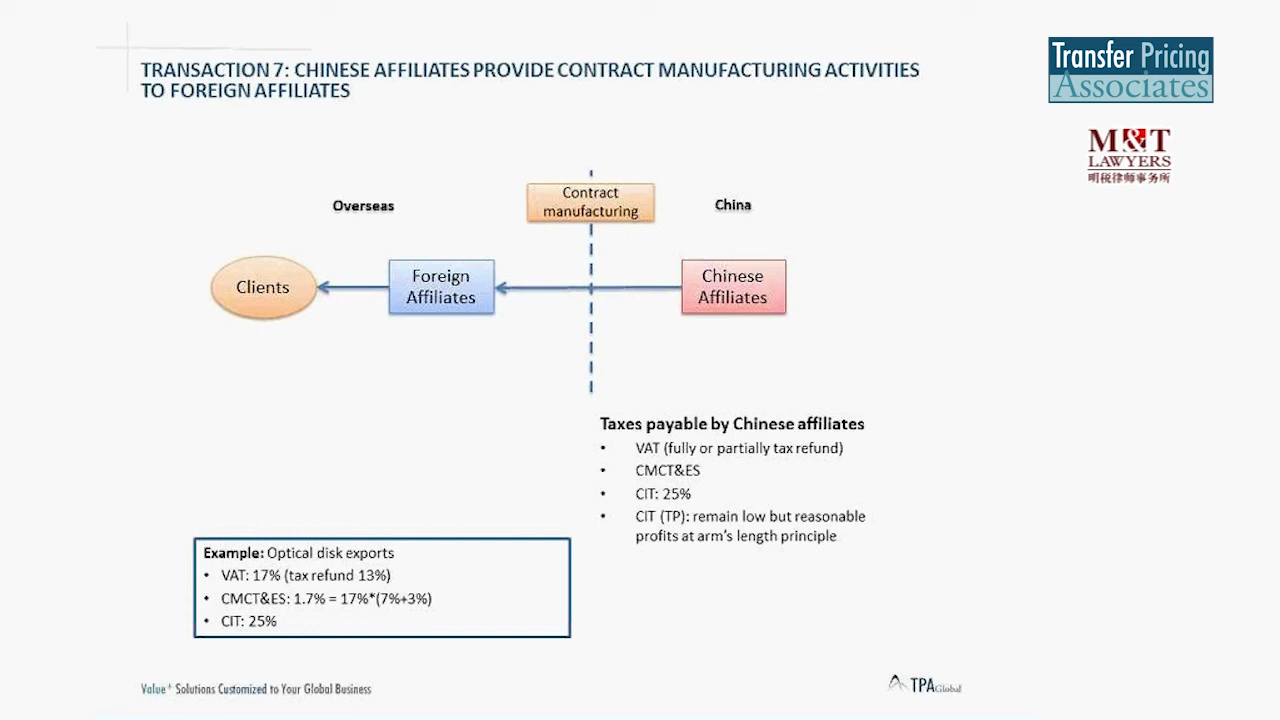 TRANSACTION 7: CHINESE AFFILIATES PROVIDE CONTRACT MANUFACTURING ACTIVITIES
TO FOREIGN AFFILIATES
Transfer Pricing
Associates
M&T
LAWYERS
明税律师事务所
Overseas
Contract
manufacturing
China
Clients
Foreign
Affiliates
Chinese
Affiliates
Taxes payable by Chinese affiliates
• VAT (fully or partially tax refund)
• CMCT&ES
• CIT: 25%
• CIT (TP): remain low but reasonable
profits at arm's length principle
Example: Optical disk exports
• VAT: 17% (tax refund 13%)
• CMCT&ES: 1.7% = 17%*(7%+3%)
• CIT: 25%
Value+ Solutions Customized to Your Global Business
TPA Global